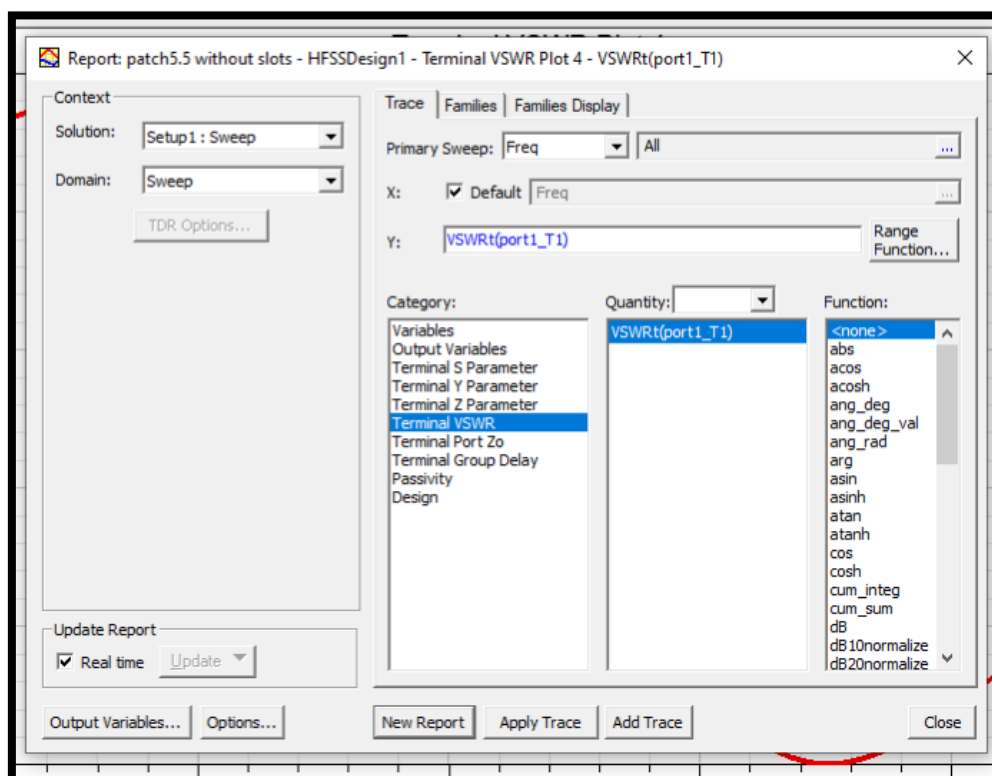 Report: patch5.5 without slots - HFSSDesign1 - Terminal VSWR Plot 4 - VSWRt(port1_T1)
Context
Solution: Setup1 : Sweep
Domain: Sweep
TDR Options...
Trace Families Families Display
Primary Sweep: Freq All ...
X: Default Freq ...
Y: VSWRt(port1_T1) Range Function...
Category:
Variables
Output Variables
Terminal S Parameter
Terminal Y Parameter
Terminal Z Parameter
Terminal VSWR
Terminal Port Zo
Terminal Group Delay
Passivity
Design
Quantity:
VSWRt(port1_T1)
Function:
<none>
abs
acos
acosh
ang_deg
ang_deg_val
ang_rad
arg
asin
asinh
atan
atanh
cos
cosh
cum_integ
cum_sum
dB
dB10normalize
dB20normalize
Update Report
Real time Update
Output Variables... Options... New Report Apply Trace Add Trace Close